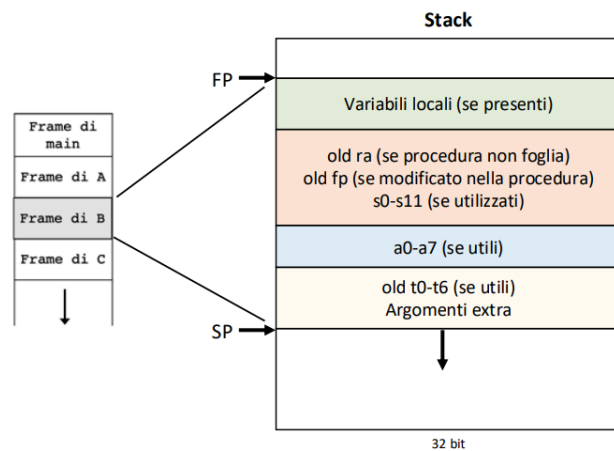 Stack
FP
Variabili locali (se presenti)
Frame di
main
Frame di A
Frame di B
Frame di C
old ra (se procedura non foglia)
old fp (se modificato nella procedura)
s0-s11 (se utilizzati)
a0-a7 (se utili)
old t0-t6 (se utili)
Argomenti extra
SP
32 bit